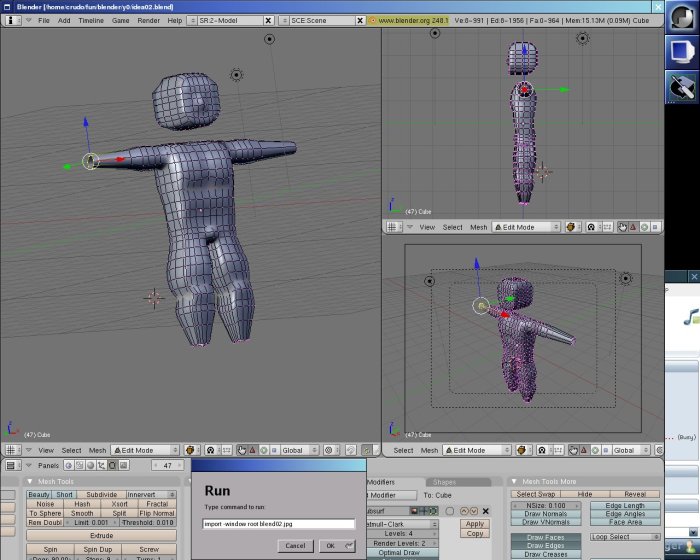 Blender [/home/crudo/fun/blender/y0/idea02.blend]
File Add Timeline Game Render Help SR:2-Model SCE:Scene www.blender.org 248.1 Ve:8-991 | Ed:8-1956 | Fa:0-964 | Mem:15.13M (0.09M) Cube
(47) Cube
View Select Mesh Edit Mode
(47) Cube
(47) Cube
View Select Mesh Edit Mode Global
Select Mesh Edit Mode Global
Panels 47
Mesh Tools
Beauty Short Subdivide Innervert
Noise Hash Xsort Fractal
To Sphere Smooth Split Flip Normal
Rem Doubl Limit: 0.001 Threshold: 0.010
Extrude
Spin Spin Dup Screw
Run
Type command to run:
import -window root blend02.jpg
Cancel OK
Modifiers Shapes
Modifier To: Cube
Apply
Levels: 4 Copy
Render Levels: 2
Optimal Draw
Mesh Tools More
Select Swap Hide Reveal
NSize: 0.100 Edge Length
Draw Normals Edge Angles
Draw VNormals Face Area
Draw Faces Loop Select
Draw Edges
Draw Creases
(Busy)